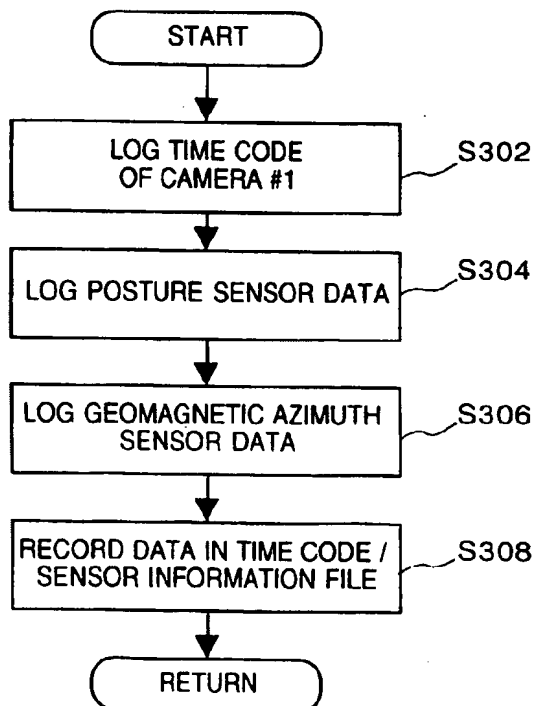 START
LOG TIME CODE
OF CAMERA #1
S302
LOG POSTURE SENSOR DATA
S304
LOG GEOMAGNETIC AZIMUTH
SENSOR DATA
S306
RECORD DATA IN TIME CODE /
SENSOR INFORMATION FILE
S308
RETURN